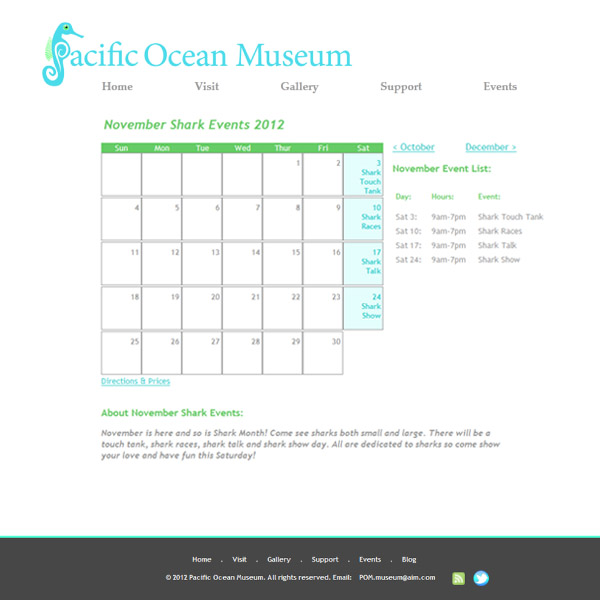 Pacific Ocean Museum
Home Visit Gallery Support Events
November Shark Events 2012
< October December >
Sun Mon Tue Wed Thur Fri Sat
1 2 3
Shark
Touch
Tank
4 5 6 7 8 9 10
Shark
Races
11 12 13 14 15 16 17
Shark
Talk
18 19 20 21 22 23 24
Shark
Show
25 26 27 28 29 30
Directions & Prices
November Event List:
Day: Hours: Event:
Sat 3: 9am-7pm Shark Touch Tank
Sat 10: 9am-7pm Shark Races
Sat 17: 9am-7pm Shark Talk
Sat 24: 9am-7pm Shark Show
About November Shark Events:
November is here and so is Shark Month! Come see sharks both small and large. There will be a
touch tank, shark races, shark talk and shark show day. All are dedicated to sharks so come show
your love and have fun this Saturday!
Home . Visit . Gallery . Support . Events . Blog
© 2012 Pacific Ocean Museum. All rights reserved. Email: POM.museum@aim.com